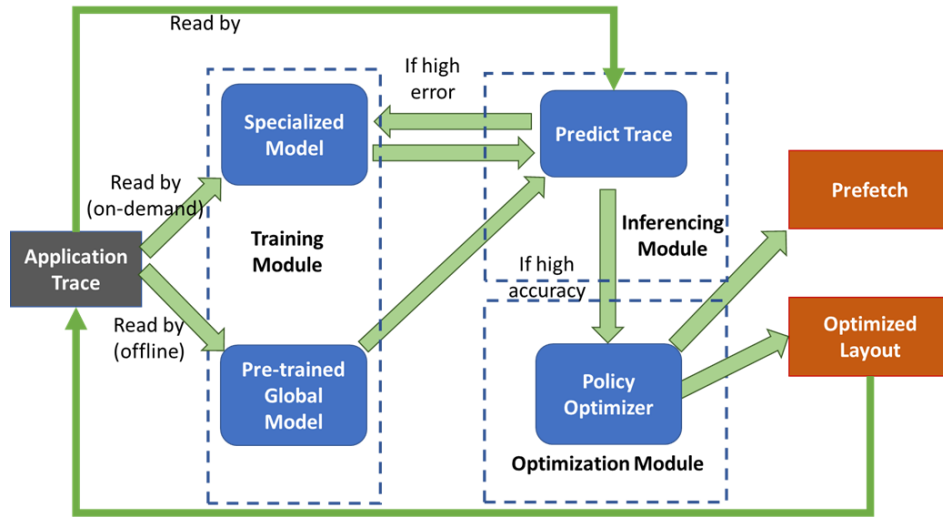 Read by
If high
error
Specialized
Model
Predict Trace
Read by
(on-demand)
Prefetch
Training
Module
Inferencing
Module
Application
Trace
If high
accuracy
Read by
(offline)
Optimized
Layout
Pre-trained
Global
Model
Policy
Optimizer
Optimization Module